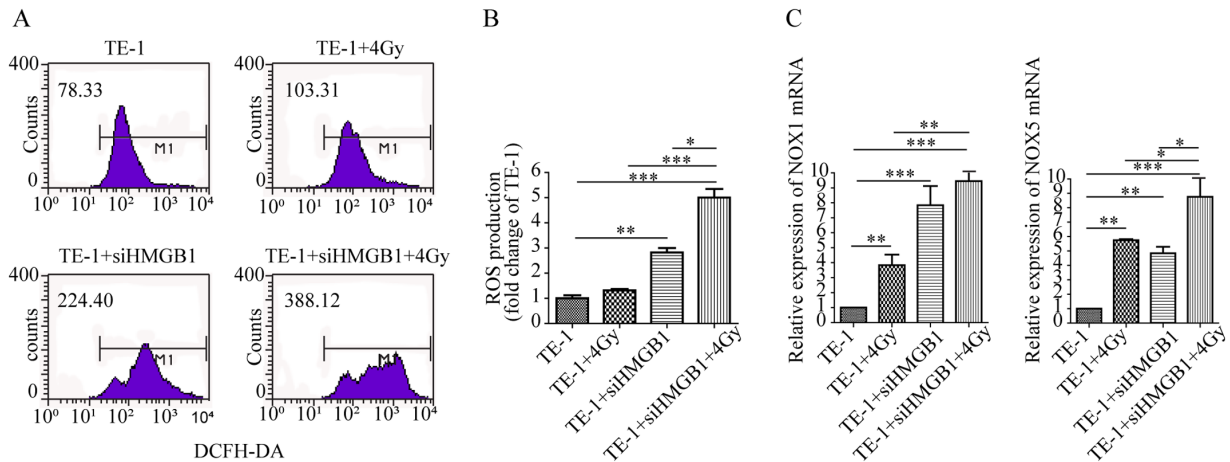 A
TE-1
400
Counts
0
78.33
M1
10⁰ 10¹ 10² 10³ 10⁴
TE-1+4Gy
400
Counts
0
103.31
M1
10⁰ 10¹ 10² 10³ 10⁴
TE-1+siHMGB1
400
counts
0
224.40
M1
10⁰ 10¹ 10² 10³ 10⁴
TE-1+siHMGB1+4Gy
400
Counts
0
388.12
M1
10⁰ 10¹ 10² 10³ 10⁴
DCFH-DA
B
ROS production
(fold change of TE-1)
6
5
4
3
2
1
0
*
***
***
**
TE-1
TE-1+4Gy
TE-1+siHMGB1
TE-1+siHMGB1+4Gy
C
Relative expression of NOX1 mRNA
10
9
8
7
6
5
4
3
2
1
0
**
***
***
**
TE-1
TE-1+4Gy
TE-1+siHMGB1
TE-1+siHMGB1+4Gy
Relative expression of NOX5 mRNA
10
9
8
7
6
5
4
3
2
1
0
*
*
***
**
**
TE-1
TE-1+4Gy
TE-1+siHMGB1
TE-1+siHMGB1+4Gy